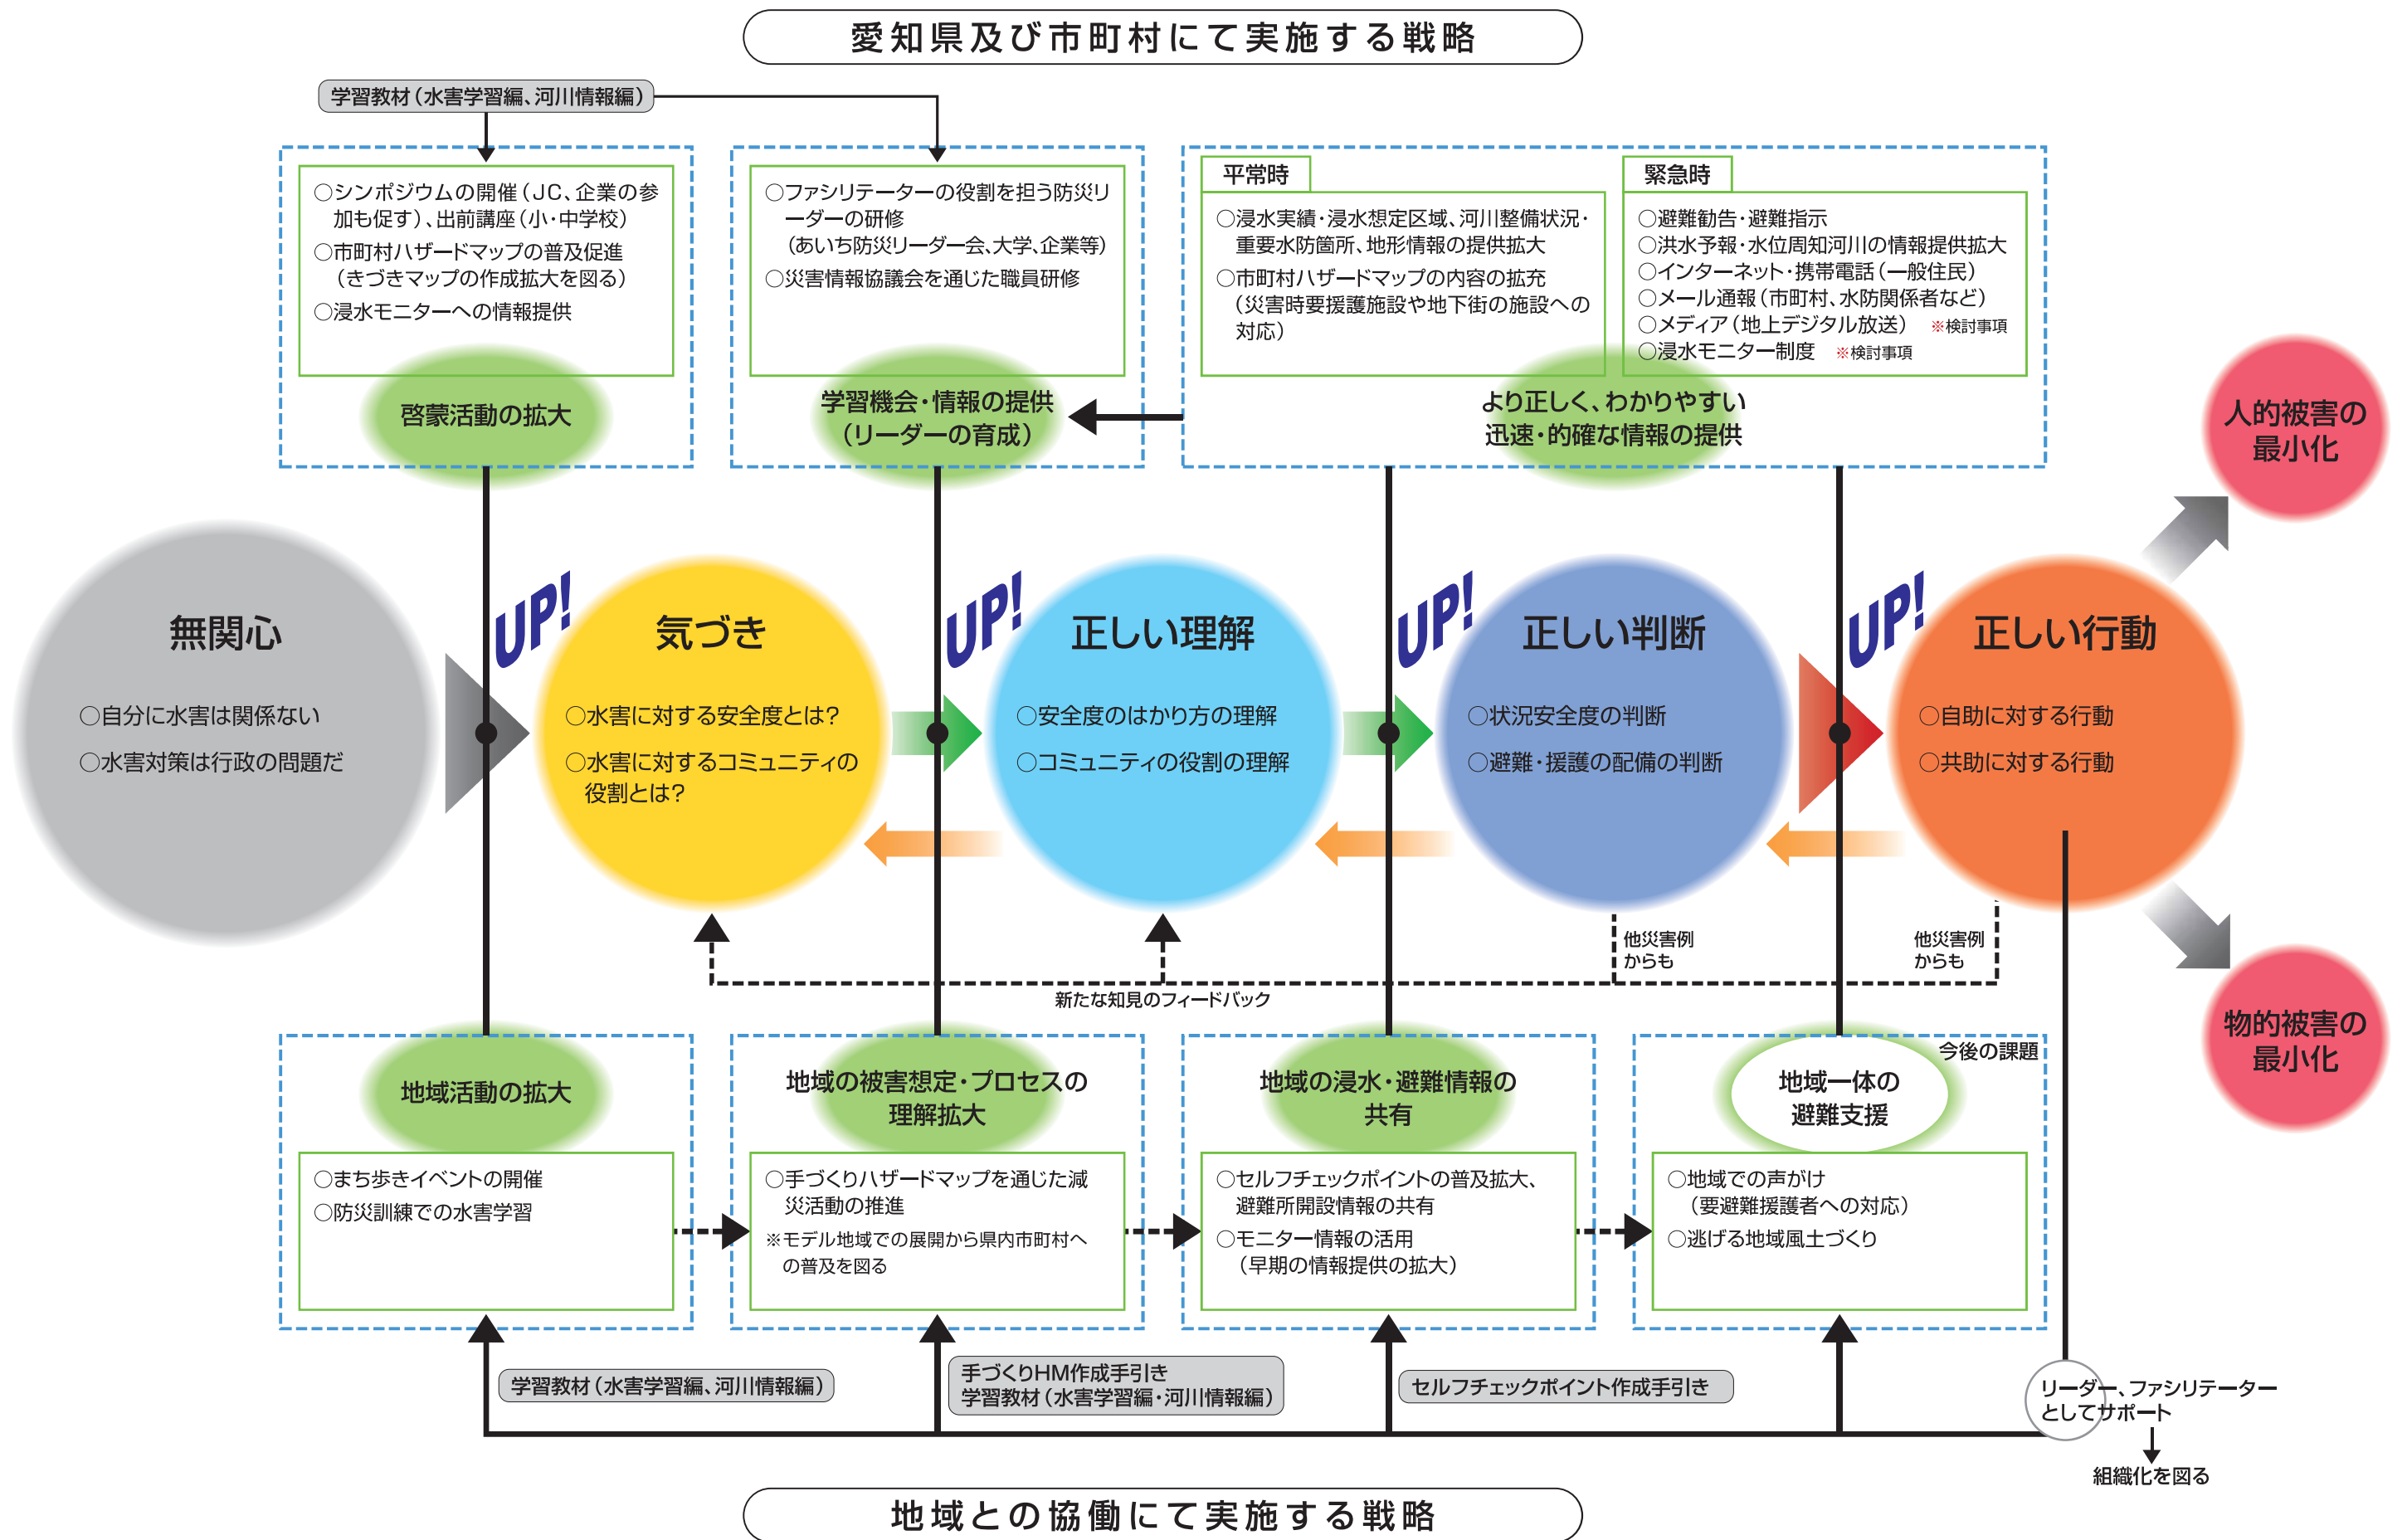 愛知県及び市町村にて実施する戦略
学習教材（水害学習編、河川情報編）
○シンポジウムの開催（JC、企業の参
加も促す）、出前講座（小・中学校）
○市町村ハザードマップの普及促進
（きづきマップの作成拡大を図る）
○浸水モニターへの情報提供
啓蒙活動の拡大
○ファシリテーターの役割を担う防災リ
ーダーの研修
（あいち防災リーダー会、大学、企業等）
○災害情報協議会を通じた職員研修
学習機会・情報の提供
（リーダーの育成）
平常時
○浸水実績・浸水想定区域、河川整備状況・
重要水防箇所、地形情報の提供拡大
○市町村ハザードマップの内容の拡充
（災害時要援護施設や地下街の施設への
対応）
緊急時
○避難勧告・避難指示
○洪水予報・水位周知河川の情報提供拡大
○インターネット・携帯電話（一般住民）
○メール通報（市町村、水防関係者など）
○メディア（地上デジタル放送） ※検討事項
○浸水モニター制度 ※検討事項
より正しく、わかりやすい
迅速・的確な情報の提供
人的被害の
最小化
無関心
○自分に水害は関係ない
○水害対策は行政の問題だ
UP!
気づき
○水害に対する安全度とは？
○水害に対するコミュニティの
役割とは？
UP!
正しい理解
○安全度のはかり方の理解
○コミュニティの役割の理解
UP!
正しい判断
○状況安全度の判断
○避難・援護の配備の判断
UP!
正しい行動
○自助に対する行動
○共助に対する行動
他災害例
からも
他災害例
からも
新たな知見のフィードバック
物的被害の
最小化
地域活動の拡大
○まち歩きイベントの開催
○防災訓練での水害学習
地域の被害想定・プロセスの
理解拡大
○手づくりハザードマップを通じた減
災活動の推進
※モデル地域での展開から県内市町村へ
の普及を図る
地域の浸水・避難情報の
共有
○セルフチェックポイントの普及拡大、
避難所開設情報の共有
○モニター情報の活用
（早期の情報提供の拡大）
今後の課題
地域一体の
避難支援
○地域での声がけ
（要避難援護者への対応）
○逃げる地域風土づくり
学習教材（水害学習編、河川情報編）
手づくりHM作成手引き
学習教材（水害学習編・河川情報編）
セルフチェックポイント作成手引き
リーダー、ファシリテーター
としてサポート
組織化を図る
地域との協働にて実施する戦略